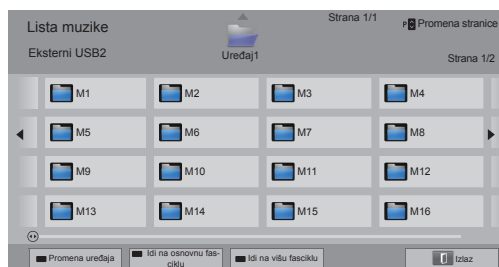 Lista muzike
Strana 1/1
P Promena stranice
Eksterni USB2
Uređaj1
Strana 1/2
M1
M2
M3
M4
M5
M6
M7
M8
M9
M10
M11
M12
M13
M14
M15
M16
Promena uređaja
Idi na osnovnu fas-
ciklu
Idi na višu fasciklu
Izlaz